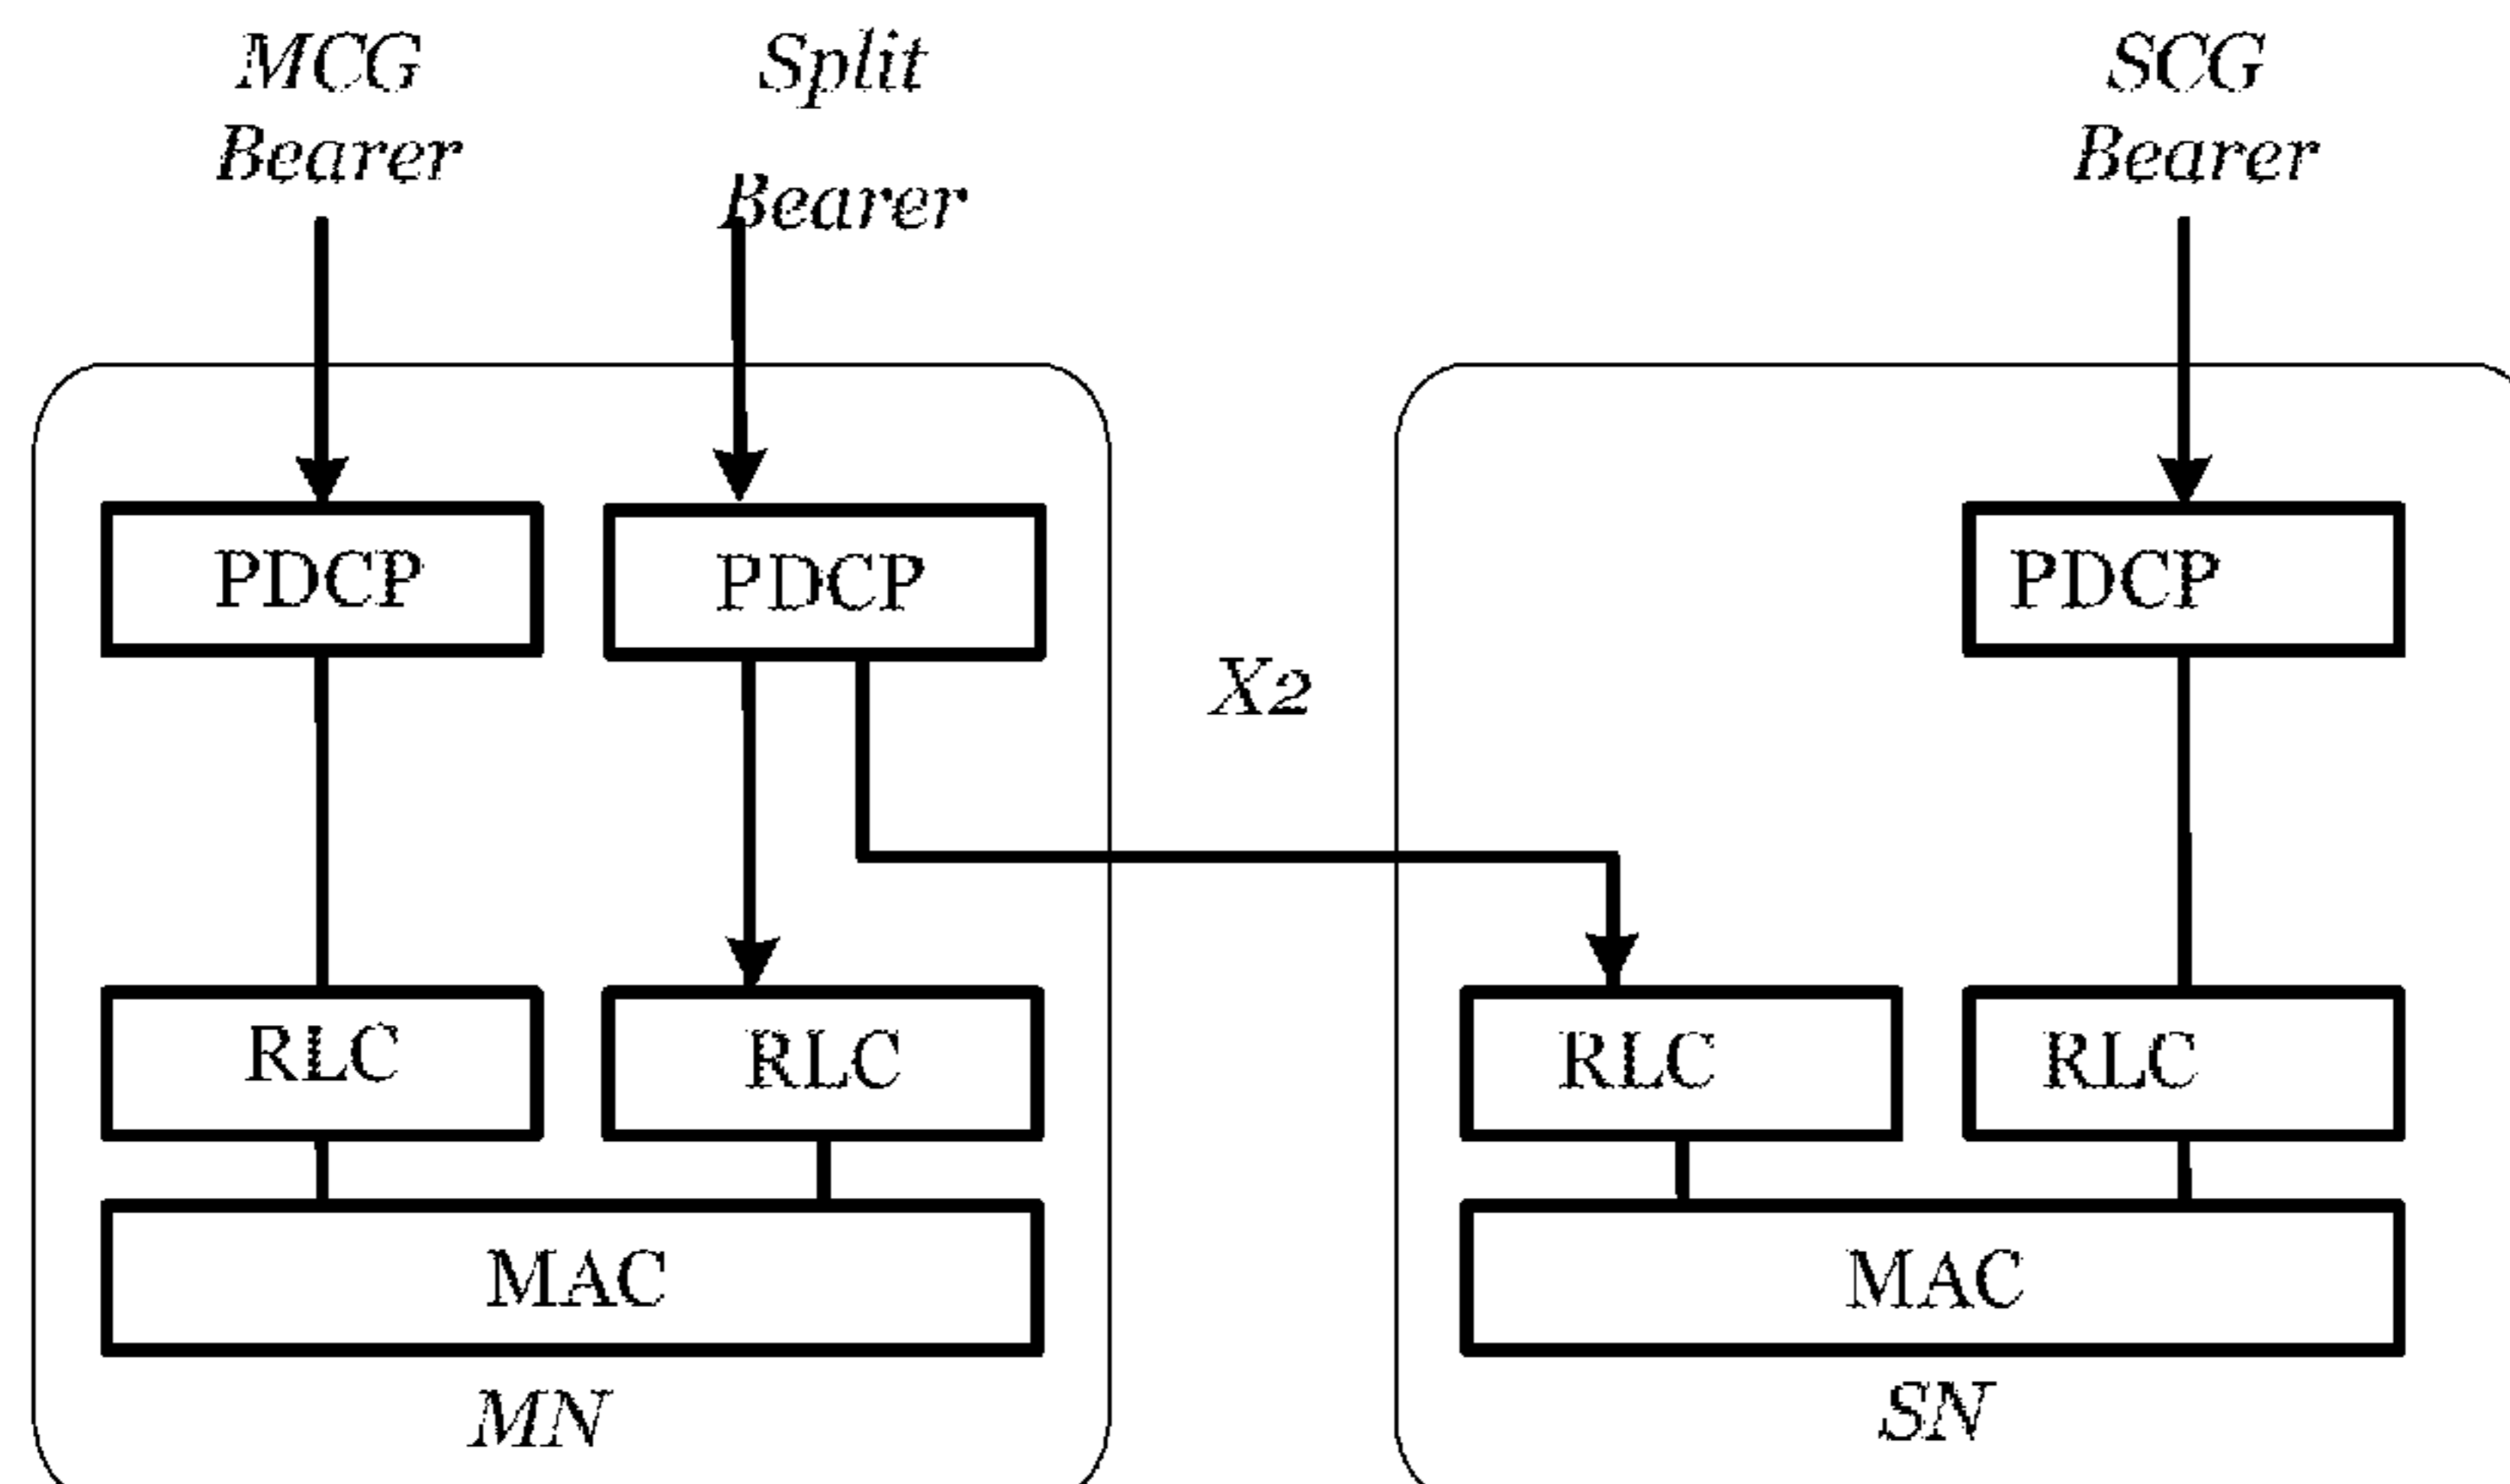 MCG
Bearer
Split
Bearer
SCG
Bearer
PDCP
PDCP
PDCP
X2
RLC
RLC
RLC
RLC
MAC
MAC
MN
SN